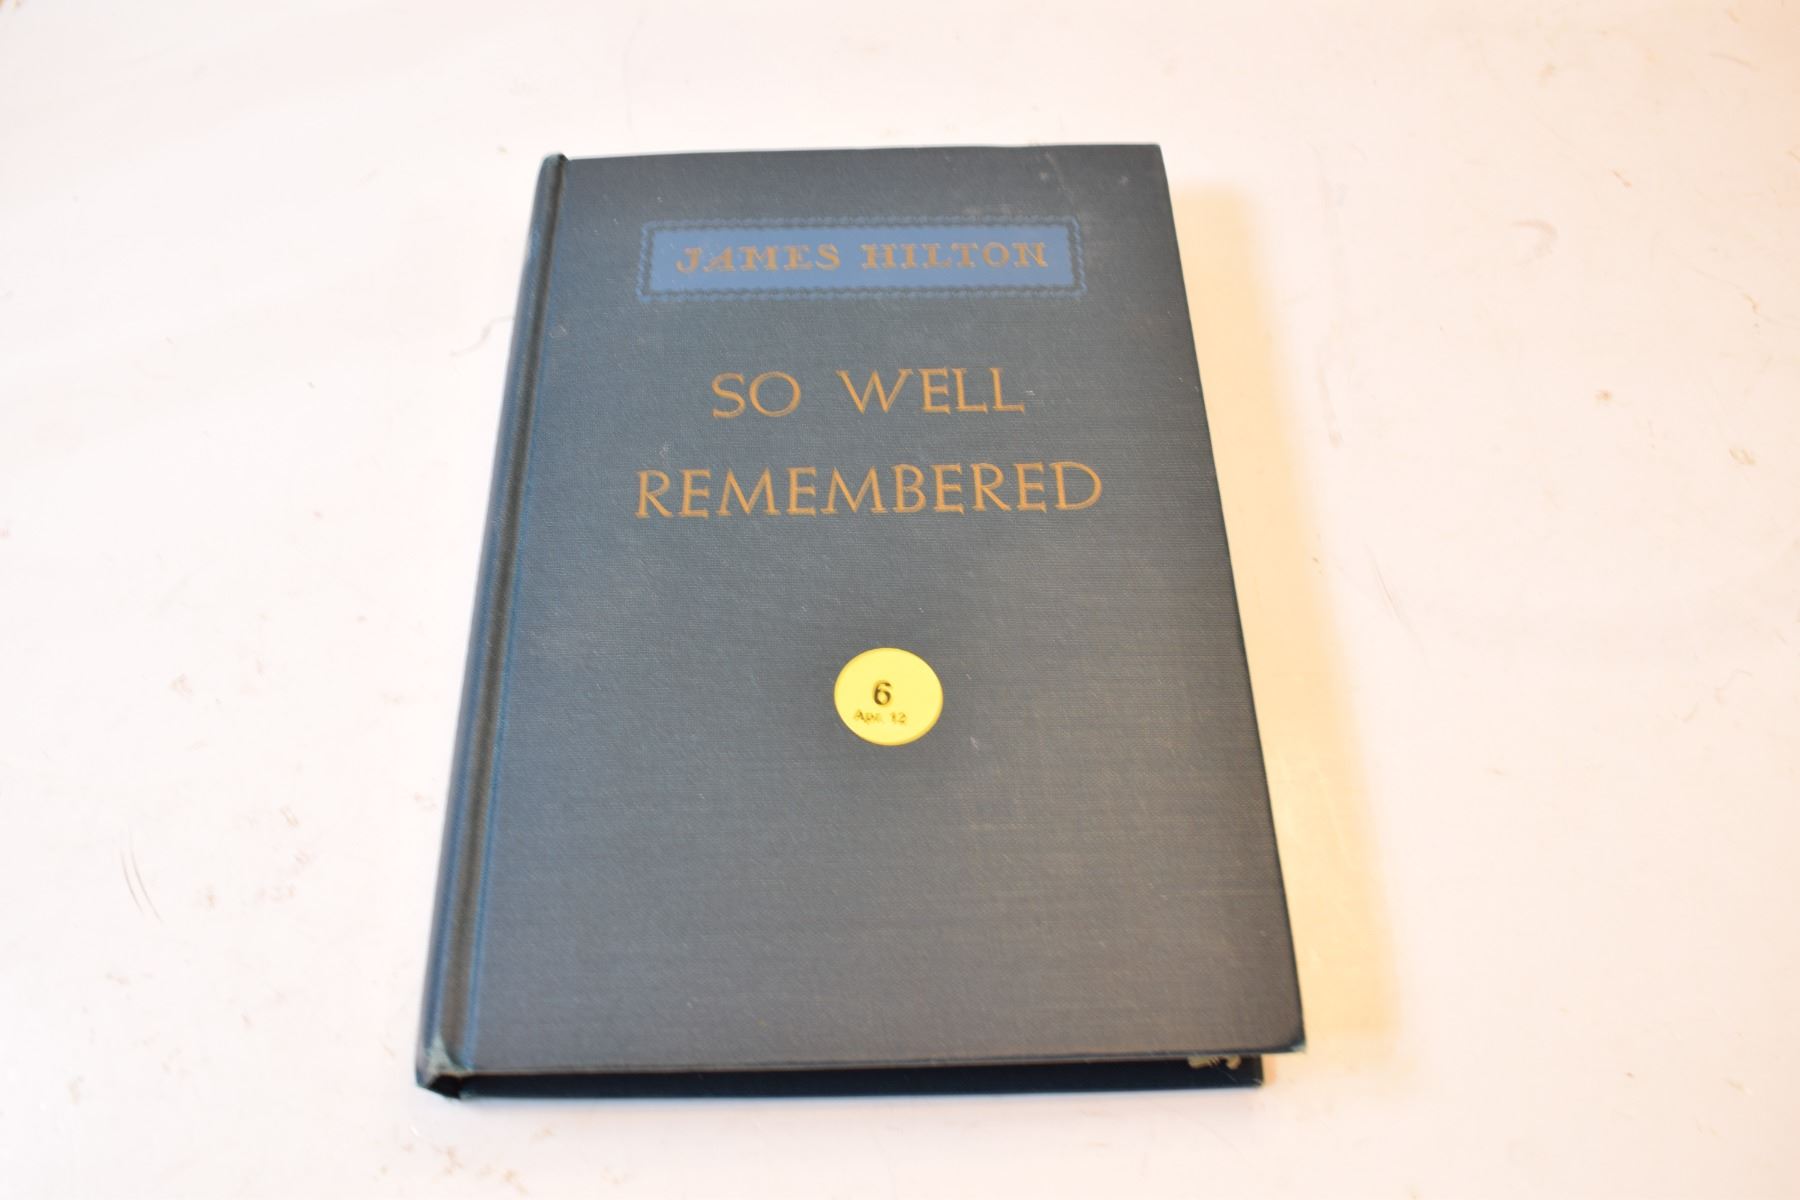 JAMES HILTON
SO WELL
REMEMBERED
6
Apr. 12